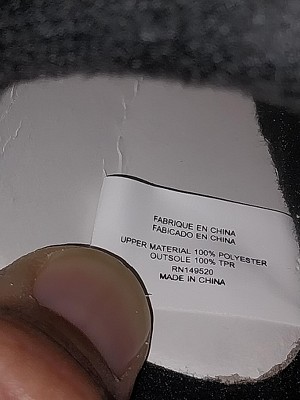 FABRIQUE EN CHINA
FABICADO EN CHINA
UPPER MATERIAL 100% POLYESTER
OUTSOLE 100% TPR
RN149520
MADE IN CHINA